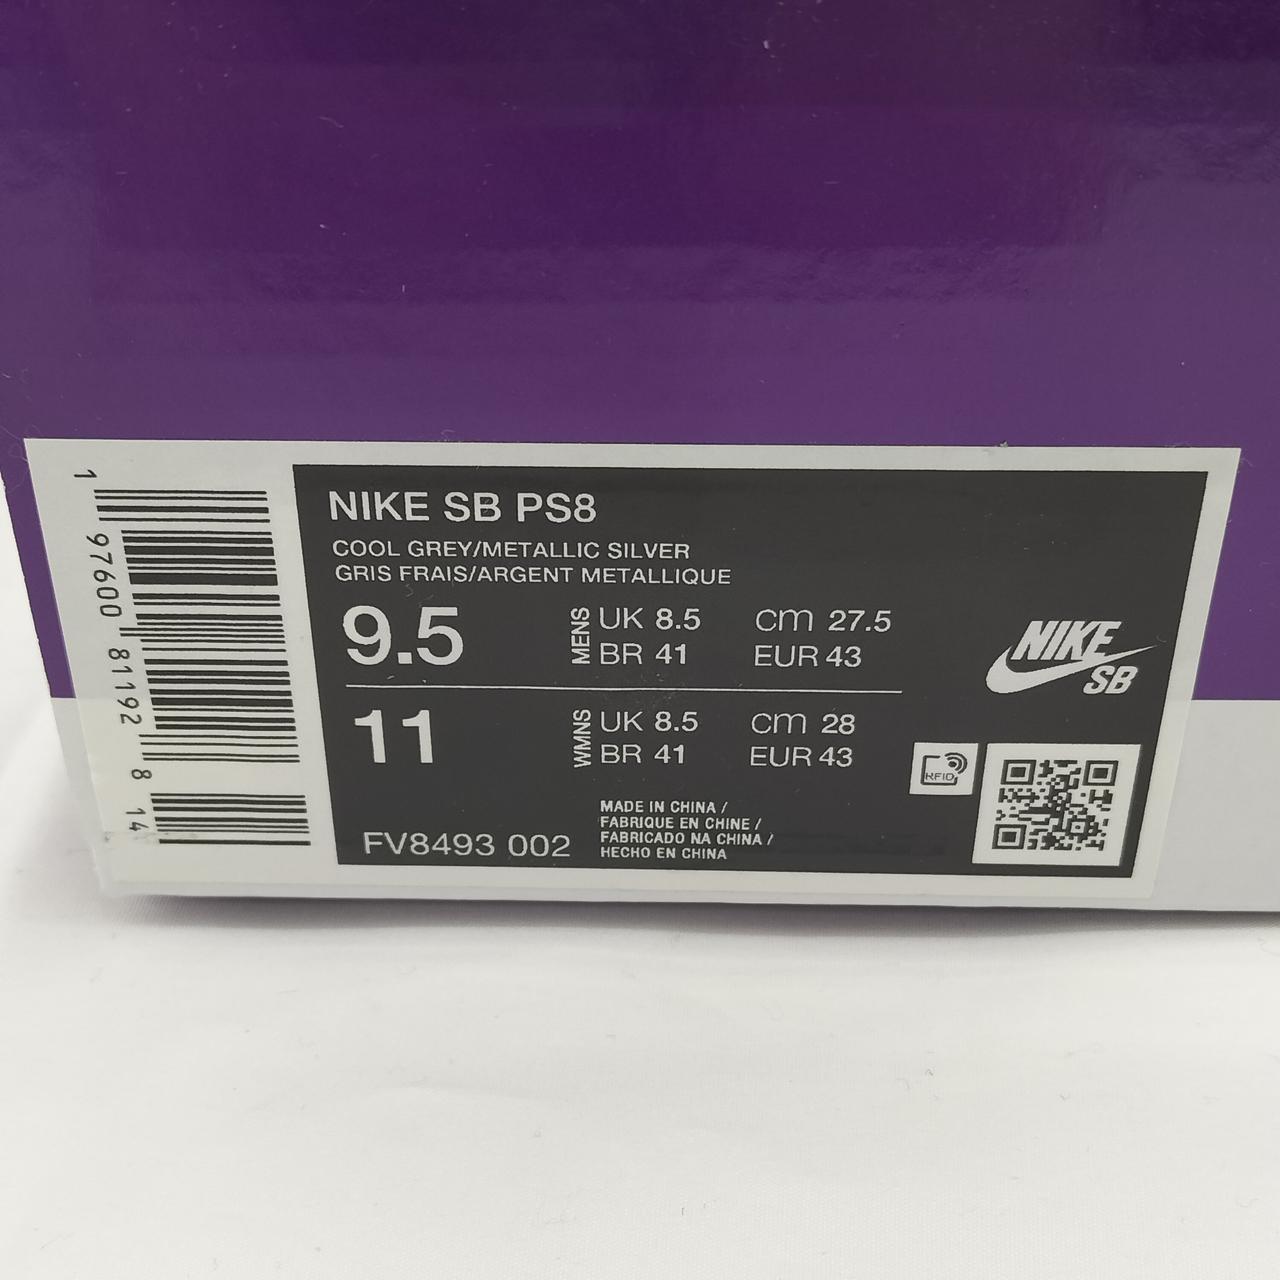 NIKE SB PS8
COOL GREY/METALLIC SILVER
GRIS FRAIS/ARGENT METALLIQUE
9.5 MENS UK 8.5 cm 27.5
BR 41 EUR 43
11 WMNS UK 8.5 cm 28
BR 41 EUR 43
MADE IN CHINA /
FABRIQUE EN CHINE /
FABRICADO NA CHINA /
HECHO EN CHINA
FV8493 002
NIKE
SB
RFID
1 97600 81192 8 14